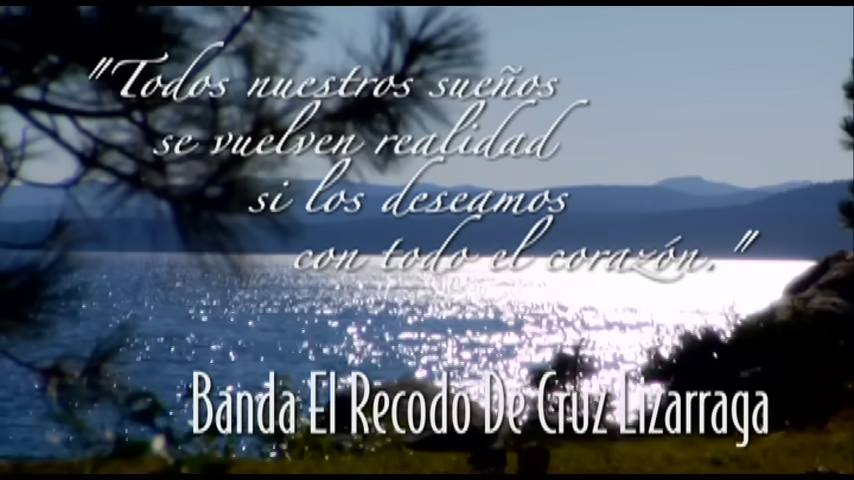 "Todos nuestros sueños
se vuelven realidad
si los deseamos
con todo el corazón."
Banda El Recodo De Cruz Lizarraga